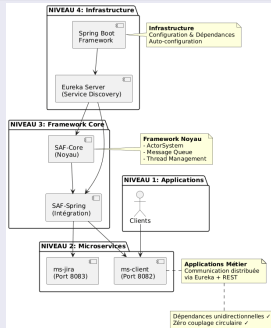 NIVEAU 4: Infrastructure
Spring Boot
Framework
Infrastructure
Configuration & Dépendances
Auto-configuration
Eureka Server
(Service Discovery)
NIVEAU 3: Framework Core
SAF-Core
(Noyau)
Framework Noyau
- ActorSystem
- Message Queue
- Thread Management
SAF-Spring
(Intégration)
NIVEAU 1: Applications
Clients
NIVEAU 2: Microservices
ms-jira
(Port 8083)
ms-client
(Port 8082)
Applications Métier
Communication distribuée
via Eureka + REST
Dépendances unidirectionnelles ✓
Zéro couplage circulaire ✓